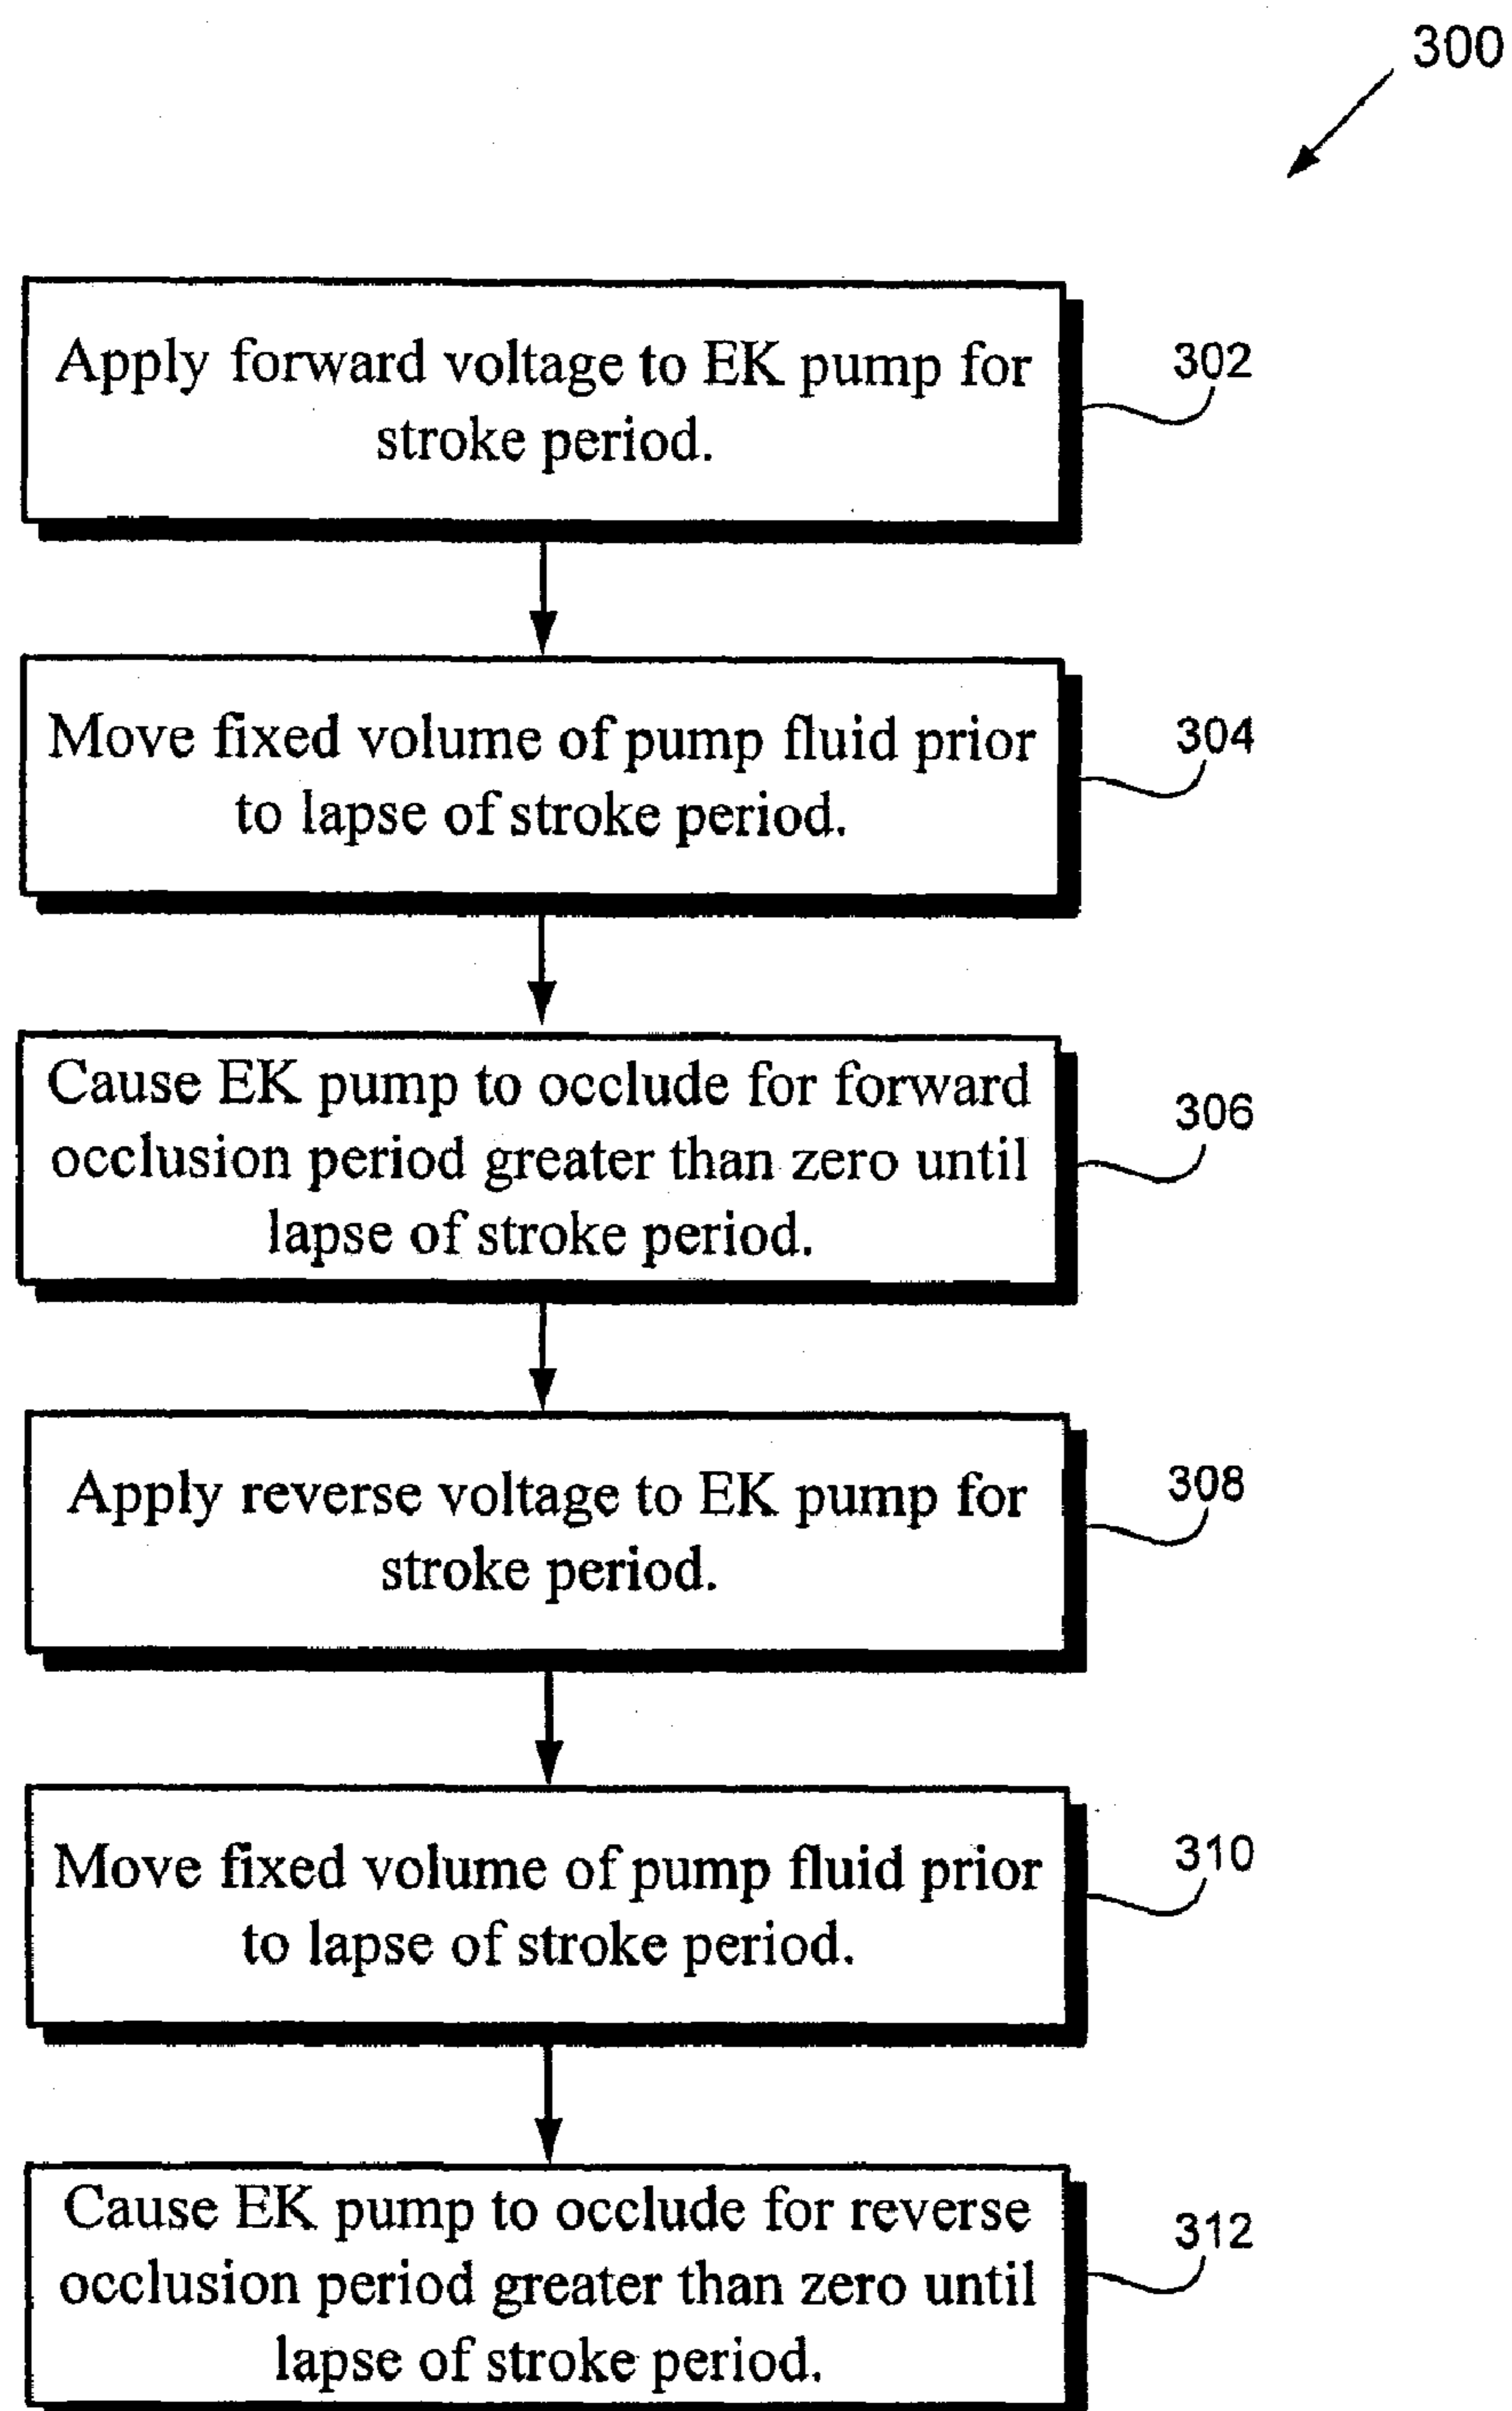 300
Apply forward voltage to EK pump for
stroke period.
302
Move fixed volume of pump fluid prior
to lapse of stroke period.
304
Cause EK pump to occlude for forward
occlusion period greater than zero until
lapse of stroke period.
306
Apply reverse voltage to EK pump for
stroke period.
308
Move fixed volume of pump fluid prior
to lapse of stroke period.
310
Cause EK pump to occlude for reverse
occlusion period greater than zero until
lapse of stroke period.
312